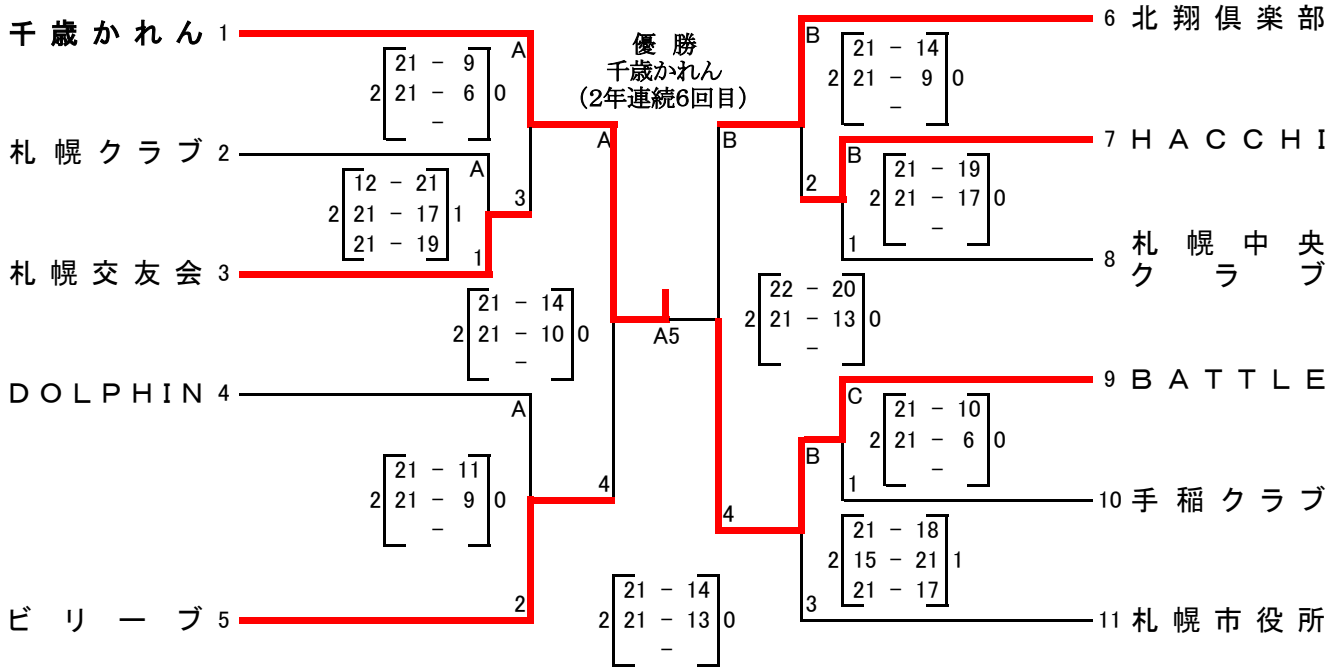 千歳かれん 1
A
21 - 9
2 21 - 6 0
-
札幌クラブ 2
A
12 - 21
2 21 - 17 1
21 - 19
3
1
札幌交友会 3
21 - 14
2 21 - 10 0
-
DOLPHIN 4
A
21 - 11
2 21 - 9 0
-
4
2
ビリーブ 5
優勝
千歳かれん
(2年連続6回目)
A
B
A5
21 - 14
2 21 - 13 0
-
6 北翔倶楽部
B
21 - 14
2 21 - 9 0
-
7 HACCHI
B
2
21 - 19
2 21 - 17 0
-
1
8 札幌中央
クラブ
22 - 20
2 21 - 13 0
-
9 BATTLE
C
21 - 10
2 21 - 6 0
-
B
1
10 手稲クラブ
4
21 - 18
2 15 - 21 1
21 - 17
3
11 札幌市役所